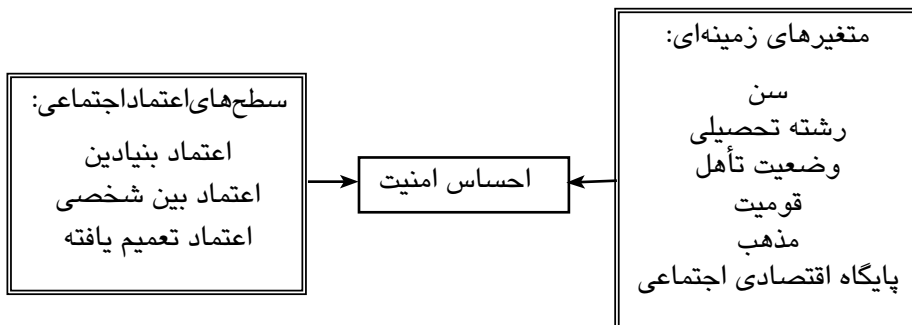 متغیرهای زمینه‌ای:
سن
رشته تحصیلی
وضعیت تأهل
قومیت
مذهب
پایگاه اقتصادی اجتماعی
احساس امنیت
سطح‌های‌اعتماداجتماعی:
اعتماد بنیادین
اعتماد بین شخصی
اعتماد تعمیم یافته